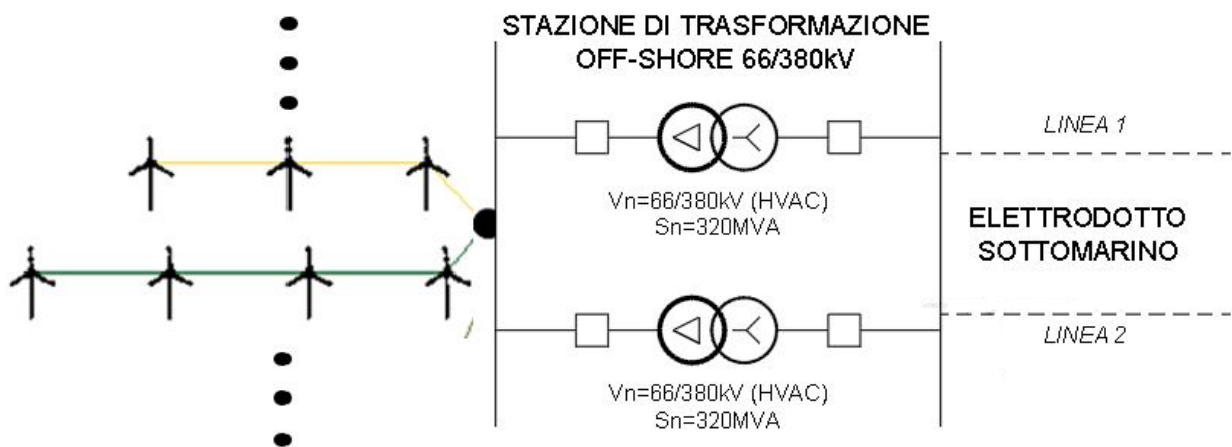 STAZIONE DI TRASFORMAZIONE
OFF-SHORE 66/380kV
LINEA 1
Vn=66/380kV (HVAC)
Sn=320MVA
ELETTRODOTTO
SOTTOMARINO
LINEA 2
Vn=66/380kV (HVAC)
Sn=320MVA